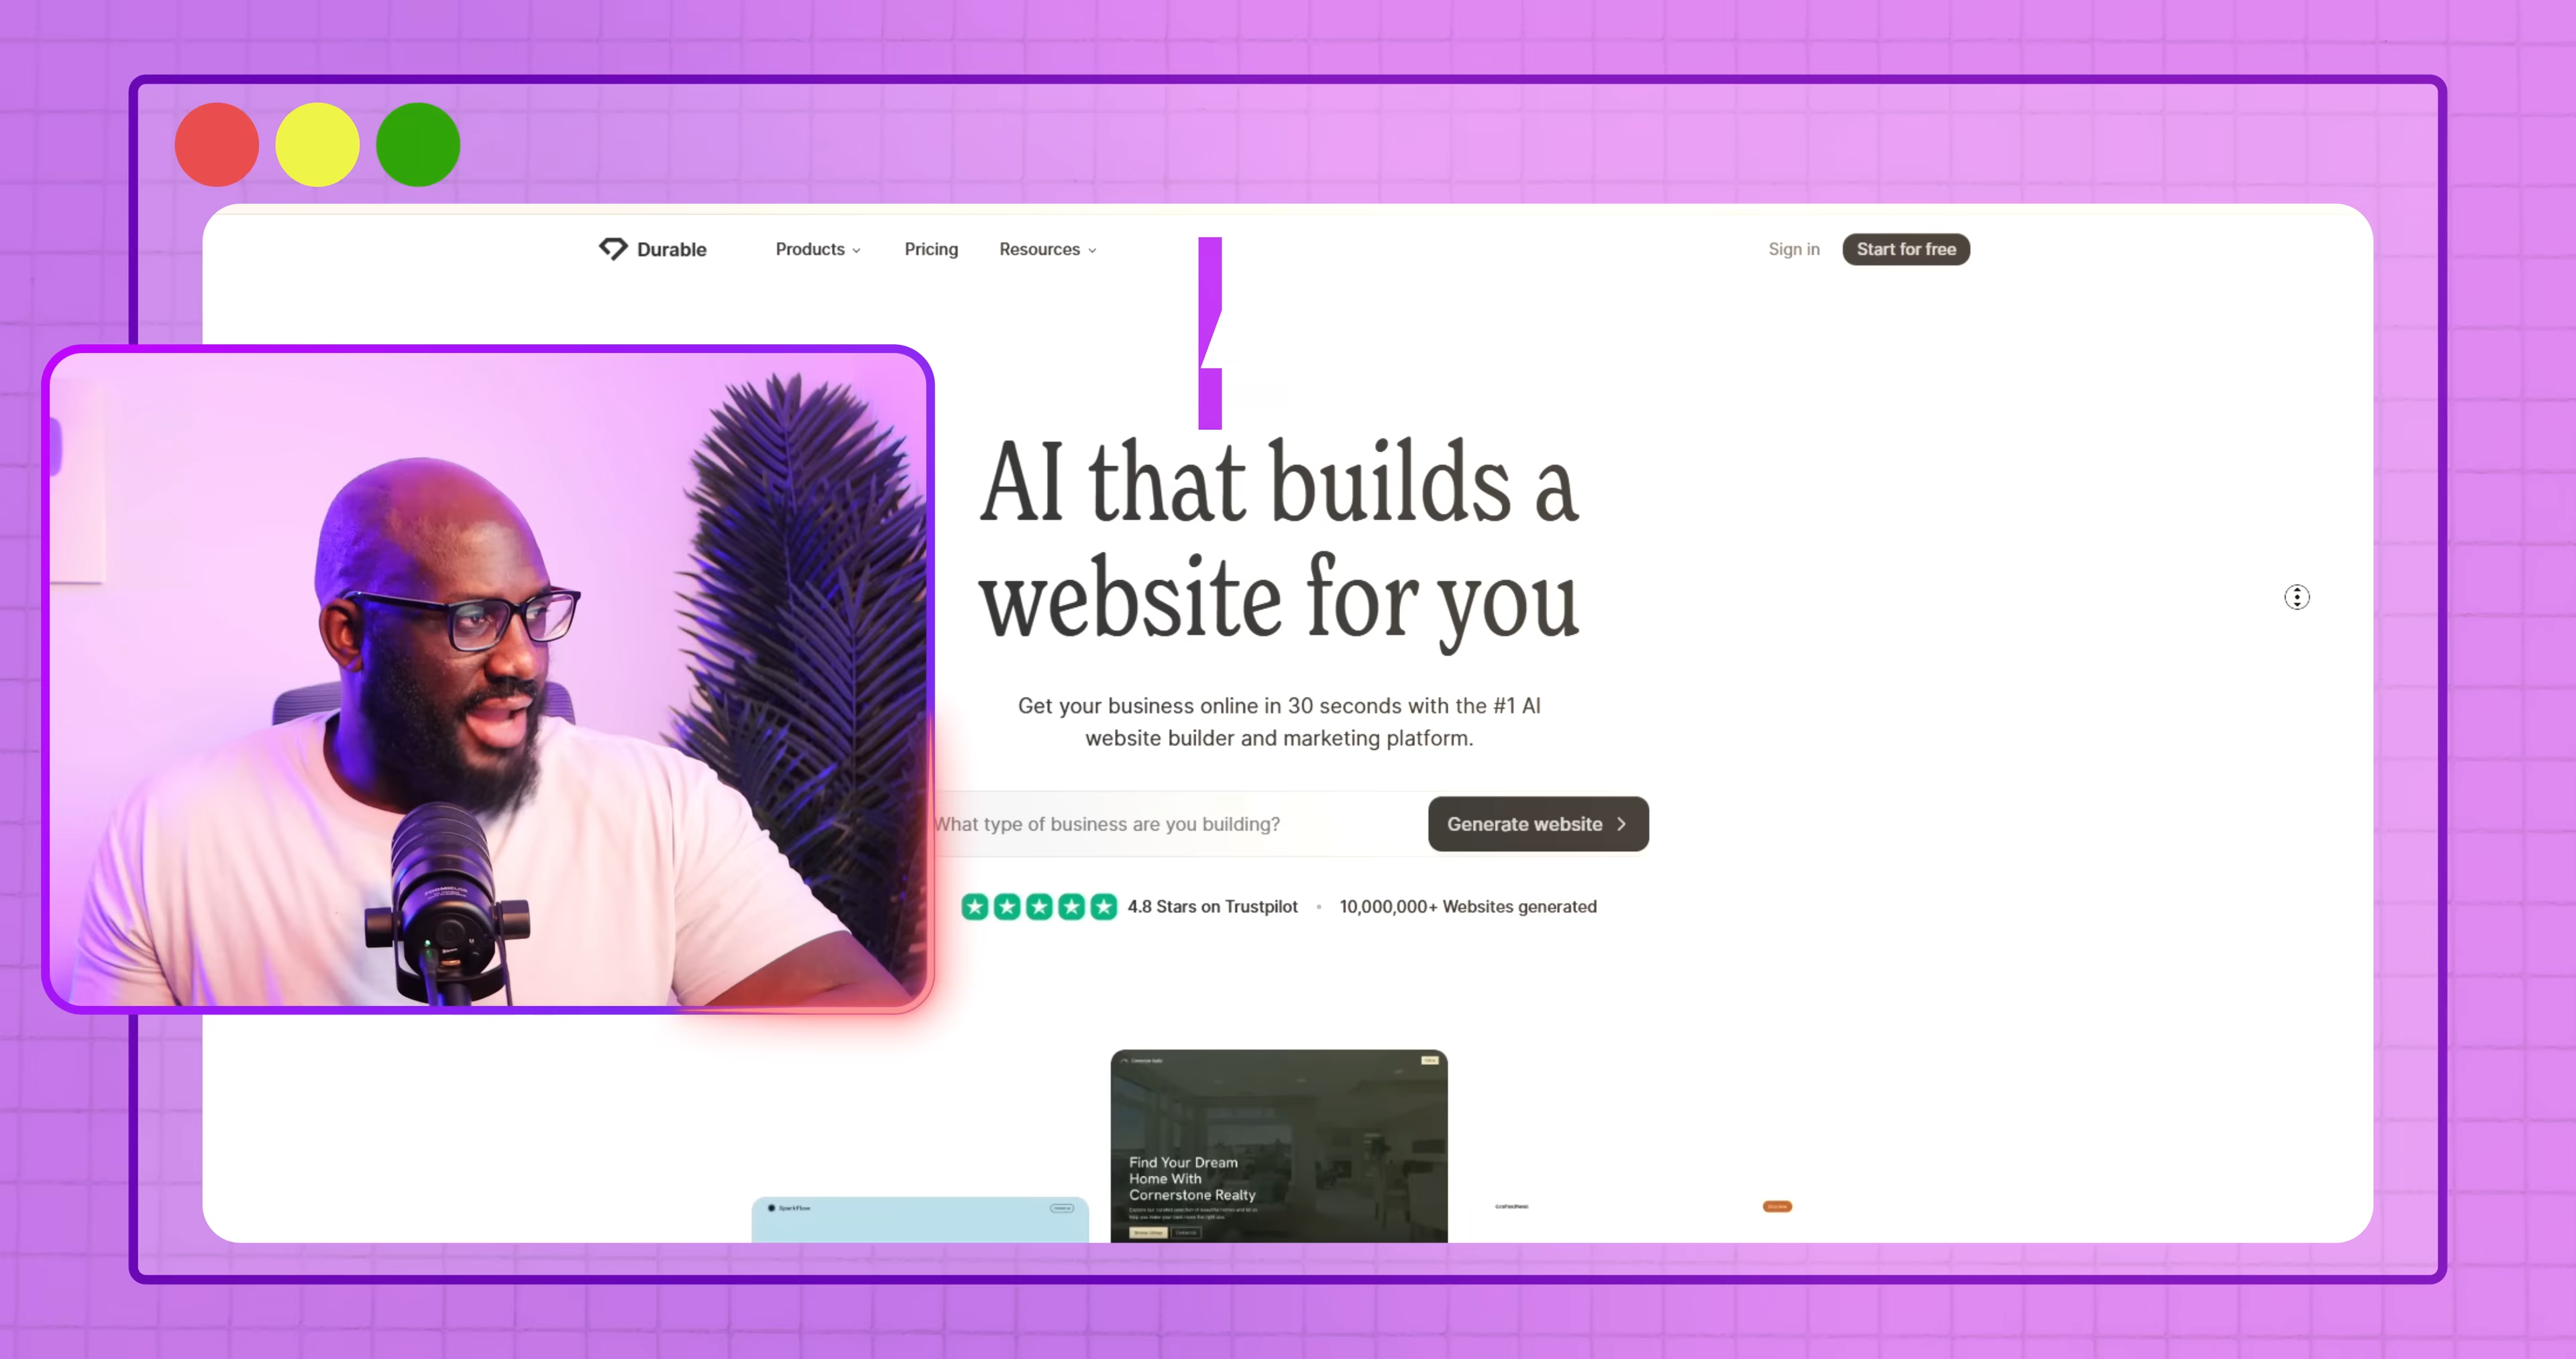 Durable
Products
Pricing
Resources
Sign in
Start for free
AI that builds a
website for you
Get your business online in 30 seconds with the #1 AI
website builder and marketing platform.
What type of business are you building?
Generate website
4.8 Stars on Trustpilot • 10,000,000+ Websites generated
Find Your Dream
Home With
Cornerstone Realty
SparkFlow